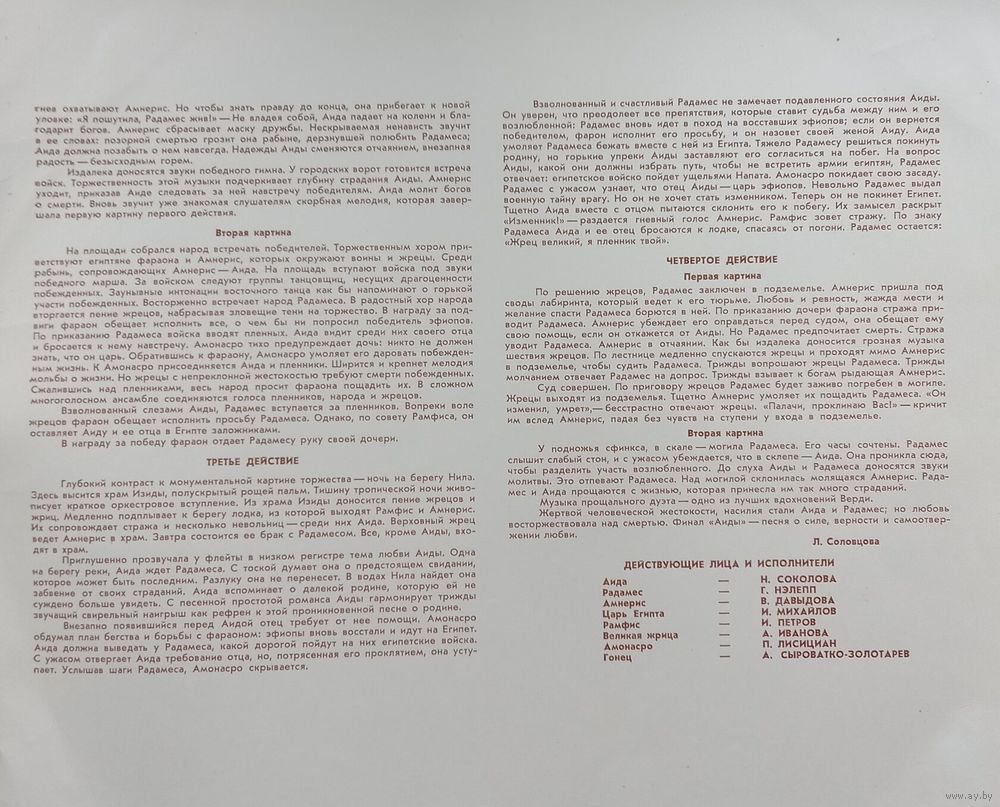 гнев охватывают Амнерис. Но чтобы знать правду до конца, она прибегает к новой
уловке: «Я пошутила, Радамес жив!» — Не владея собой, Аида падает на колени и бла-
годарит богов. Амнерис сбрасывает маску дружбы. Нескрываемая ненависть звучит
в ее словах: позорной смертью грозит она рабыне, дерзнувшей полюбить Радамеса;
Аида должна позабыть о нем навсегда. Надежды Аиды сменяются отчаянием, внезапная
радость — безысходным горем.
Издалека доносятся звуки победного гимна. У городских ворот готовится встреча
войск. Торжественность этой музыки подчеркивает глубину страдания Аиды. Амнерис
уходит, приказав Аиде следовать за ней навстречу победителям. Аида молит богов
о смерти. Вновь звучит уже знакомая слушателям скорбная мелодия, которая завер-
шала первую картину первого действия.
Вторая картина
На площади собрался народ встречать победителей. Торжественным хором при-
ветствуют египтяне фараона и Амнерис, которых окружают воины и жрецы. Среди
рабынь, сопровождающих Амнерис — Аида. На площадь вступают войска под звуки
победного марша. За войском следуют группы танцовщиц, несущих драгоценности
побежденных. Заунывные интонации восточного танца как бы напоминают о горькой
участи побежденных. Восторженно встречает народ Радамеса. В радостный хор народа
вторгается пение жрецов, набрасывая зловещие тени на торжество. В награду за под-
виги фараон обещает исполнить все, о чем бы ни попросил победитель эфиопов.
По приказанию Радамеса войска вводят пленных. Аида видит среди них своего отца
и бросается к нему навстречу. Амонасро тихо предупреждает дочь: никто не должен
знать, что он царь. Обратившись к фараону, Амонасро умоляет его даровать побежден-
ным жизнь. К Амонасро присоединяется Аида и пленники. Ширится и крепнет мелодия
мольбы о жизни. Но жрецы с непреклонной жестокостью требуют смерти побежденных.
Сжалившись над пленниками, весь народ просит фараона пощадить их. В сложном
многоголосном ансамбле соединяются голоса пленников, народа и жрецов.
Взволнованный слезами Аиды, Радамес вступается за пленников. Вопреки воле
жрецов фараон обещает исполнить просьбу Радамеса. Однако, по совету Рамфиса, он
оставляет Аиду и ее отца в Египте заложниками.
В награду за победу фараон отдает Радамесу руку своей дочери.
ТРЕТЬЕ ДЕЙСТВИЕ
Глубокий контраст к монументальной картине торжества — ночь на берегу Нила.
Здесь высится храм Изиды, полускрытый рощей пальм. Тишину тропической ночи живо-
писует краткое оркестровое вступление. Из храма Изиды доносится пение жрецов и
жриц. Медленно подплывает к берегу лодка, из которой выходят Рамфис и Амнерис.
Их сопровождает стража и несколько невольниц — среди них Аида. Верховный жрец
ведет Амнерис в храм. Завтра состоится ее брак с Радамесом. Все, кроме Аиды, вхо-
дят в храм.
Приглушенно прозвучала у флейты в низком регистре тема любви Аиды. Одна
на берегу реки, Аида ждет Радамеса. С тоской думает она о предстоящем свидании,
которое может быть последним. Разлуку она не перенесет. В водах Нила найдет она
забвение от своих страданий. Аида вспоминает о далекой родине, которую ей не
суждено больше увидеть. С песенной простотой романса Аиды гармонирует трижды
звучащий свирельный наигрыш как рефрен к этой проникновенной песне о родине.
Внезапно появившийся перед Аидой отец требует от нее помощи. Амонасро
обдумал план бегства и борьбы с фараоном: эфиопы вновь восстали и идут на Египет.
Аида должна выведать у Радамеса, какой дорогой пойдут на них египетские войска.
С ужасом отвергает Аида требование отца, но, потрясенная его проклятием, она усту-
пает. Услышав шаги Радамеса, Амонасро скрывается.
Взволнованный и счастливый Радамес не замечает подавленного состояния Аиды.
Он уверен, что преодолеет все препятствия, которые ставит судьба между ним и его
возлюбленной: Радамес вновь идет в поход на восставших эфиопов; если он вернется
победителем, фараон исполнит его просьбу, и он назовет своей женой Аиду. Аида
умоляет Радамеса бежать вместе с ней из Египта. Тяжело Радамесу решиться покинуть
родину, но горькие упреки Аиды заставляют его согласиться на побег. На вопрос
Аиды, какой они должны избрать путь, чтобы не встретить армии египтян, Радамес
отвечает: египетское войско пойдет ущельями Напата. Амонасро покидает свою засаду.
Радамес с ужасом узнает, что отец Аиды — царь эфиопов. Невольно Радамес выдал
военную тайну врагу. Но он не хочет стать изменником. Теперь он не покинет Египет.
Тщетно Аида вместе с отцом пытаются склонить его к побегу. Их замысел раскрыт
«Изменник!» — раздается гневный голос Амнерис. Рамфис зовет стражу. По знаку
Радамеса Аида и ее отец бросаются к лодке, спасаясь от погони. Радамес остается:
«Жрец великий, я пленник твой».
ЧЕТВЕРТОЕ ДЕЙСТВИЕ
Первая картина
По решению жрецов, Радамес заключен в подземелье. Амнерис пришла под
своды лабиринта, который ведет к его тюрьме. Любовь и ревность, жажда мести и
желание спасти Радамеса борются в ней. По приказанию дочери фараона стража при-
водит Радамеса. Амнерис убеждает его оправдаться перед судом, она обещает ему
свою помощь, если он откажется от Аиды. Но Радамес предпочитает смерть. Стража
уводит Радамеса. Амнерис в отчаянии. Как бы издалека доносится грозная музыка
шествия жрецов. По лестнице медленно спускаются жрецы и проходят мимо Амнерис
в подземелье, чтобы судить Радамеса. Трижды вопрошают жрецы Радамеса. Трижды
молчанием отвечает Радамес на допрос. Трижды взывает к богам рыдающая Амнерис.
Суд совершен. По приговору жрецов Радамес будет заживо погребен в могиле.
Жрецы выходят из подземелья. Тщетно Амнерис умоляет их пощадить Радамеса. «Он
изменил, умрет»,— бесстрастно отвечают жрецы. «Палачи, проклинаю Вас!» — кричит
им вслед Амнерис, падая без чувств на ступени у входа в подземелье.
Вторая картина
У подножья сфинкса, в скале — могила Радамеса. Его часы сочтены. Радамес
слышит слабый стон, и с ужасом убеждается, что в склепе — Аида. Она проникла сюда,
чтобы разделить участь возлюбленного. До слуха Аиды и Радамеса доносятся звуки
молитвы. Это отпевают Радамеса. Над могилой склонилась молящаяся Амнерис. Рада-
мес и Аида прощаются с жизнью, которая принесла им так много страданий.
Музыка прощального дуэта — одно из лучших вдохновений Верди.
Жертвой человеческой жестокости, насилия стали Аида и Радамес; но любовь
восторжествовала над смертью. Финал «Аиды» — песня о силе, верности и самоотвер-
жении любви.
Л. Соловцова
ДЕЙСТВУЮЩИЕ ЛИЦА И ИСПОЛНИТЕЛИ
Аида — Н. СОКОЛОВА
Радамес — Г. НЭЛЕПП
Амнерис — В. ДАВЫДОВА
Царь Египта — И. МИХАЙЛОВ
Рамфис — И. ПЕТРОВ
Великая жрица — А. ИВАНОВА
Амонасро — П. ЛИСИЦИАН
Гонец — А. СЫРОВАТКО-ЗОЛОТАРЕВ
www.ay.by